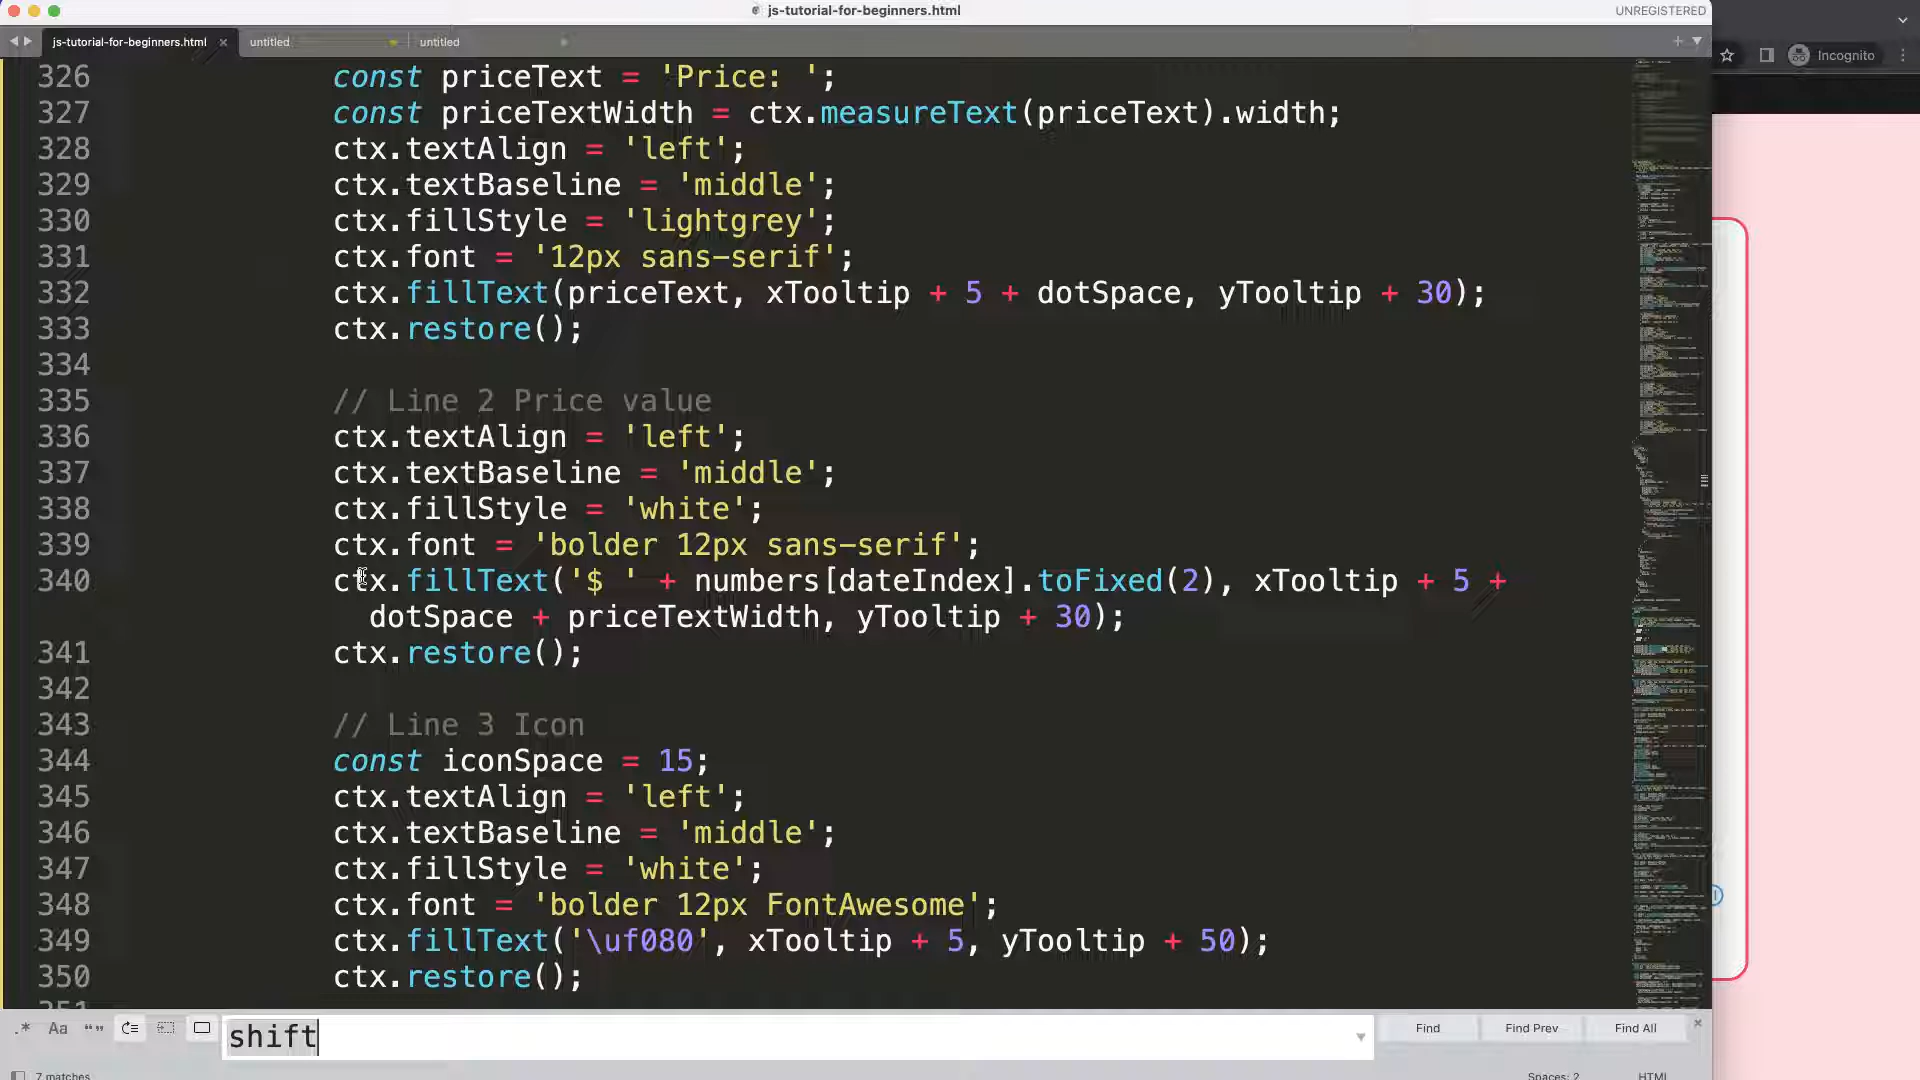 js-tutorial-for-beginners.html
UNREGISTERED
js-tutorial-for-beginners.html × untitled untitled
Incognito
326 const priceText = 'Price: ';
327 const priceTextWidth = ctx.measureText(priceText).width;
328 ctx.textAlign = 'left';
329 ctx.textBaseline = 'middle';
330 ctx.fillStyle = 'lightgrey';
331 ctx.font = '12px sans-serif';
332 ctx.fillText(priceText, xTooltip + 5 + dotSpace, yTooltip + 30);
333 ctx.restore();
334
335 // Line 2 Price value
336 ctx.textAlign = 'left';
337 ctx.textBaseline = 'middle';
338 ctx.fillStyle = 'white';
339 ctx.font = 'bolder 12px sans-serif';
340 ctx.fillText('$ ' + numbers[dateIndex].toFixed(2), xTooltip + 5 +
dotSpace + priceTextWidth, yTooltip + 30);
341 ctx.restore();
342
343 // Line 3 Icon
344 const iconSpace = 15;
345 ctx.textAlign = 'left';
346 ctx.textBaseline = 'middle';
347 ctx.fillStyle = 'white';
348 ctx.font = 'bolder 12px FontAwesome';
349 ctx.fillText('\uf080', xTooltip + 5, yTooltip + 50);
350 ctx.restore();
.* Aa “” shift Find Find Prev Find All
7 matches Spaces: 2 HTML